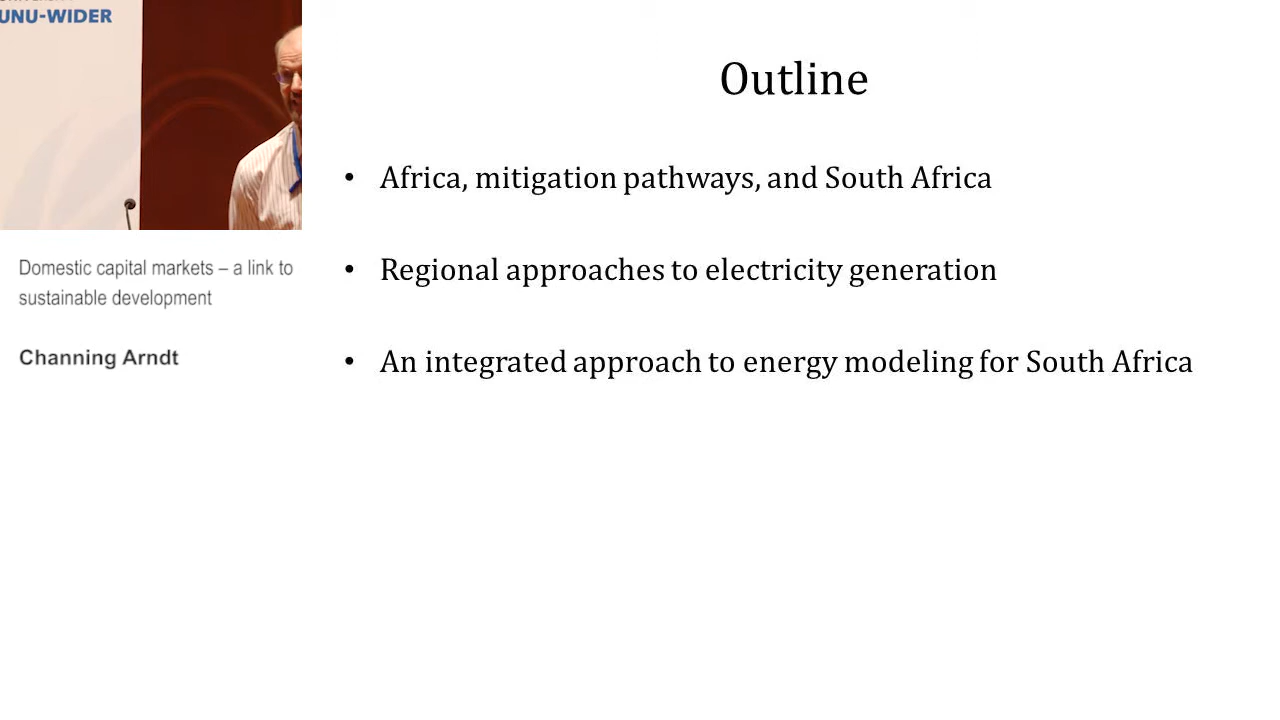 UNU-WIDER
Domestic capital markets – a link to
sustainable development
Channing Arndt
Outline
• Africa, mitigation pathways, and South Africa
• Regional approaches to electricity generation
• An integrated approach to energy modeling for South Africa